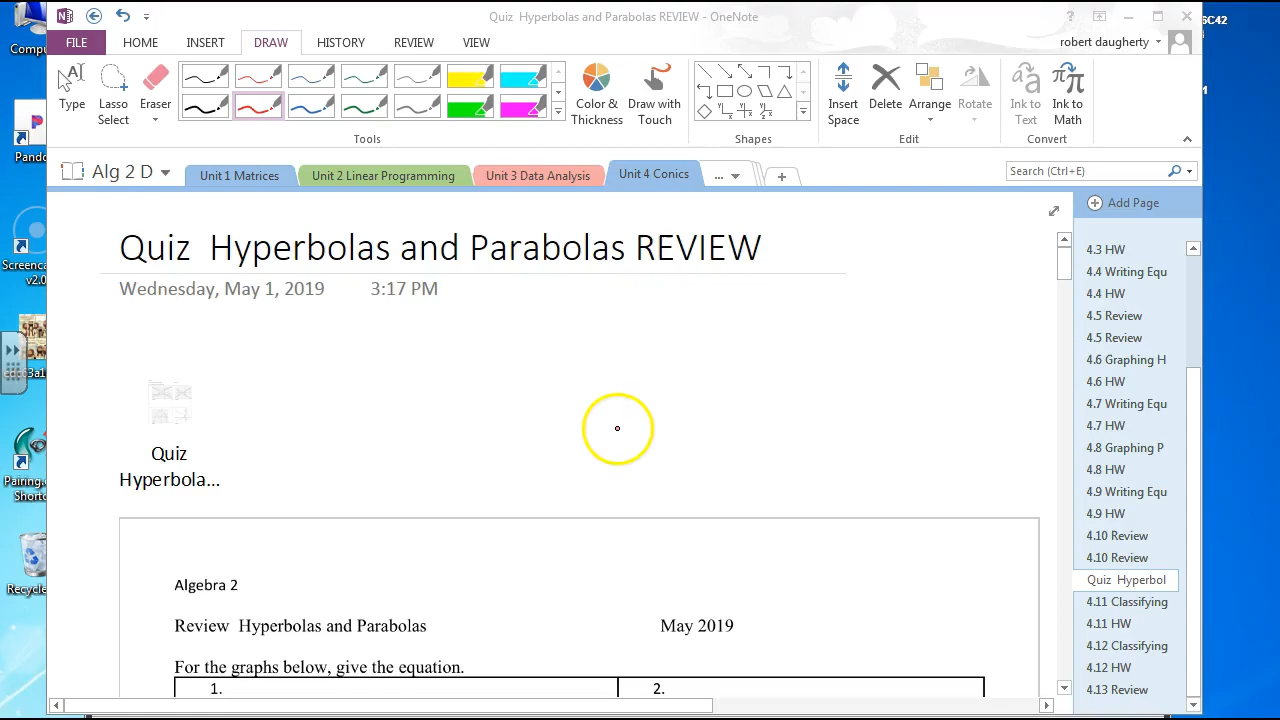 Quiz Hyperbolas and Parabolas REVIEW - OneNote
FILE HOME INSERT DRAW HISTORY REVIEW VIEW
robert daugherty
Type
Lasso Select
Eraser
Color & Thickness
Draw with Touch
Insert Space
Delete
Arrange
Rotate
Ink to Text
Ink to Math
Tools
Shapes
Edit
Convert
Alg 2 D
Unit 1 Matrices
Unit 2 Linear Programming
Unit 3 Data Analysis
Unit 4 Conics
...
Search (Ctrl+E)
Quiz Hyperbolas and Parabolas REVIEW
Wednesday, May 1, 2019 3:17 PM
Quiz
Hyperbola...
Algebra 2
Review Hyperbolas and Parabolas May 2019
For the graphs below, give the equation.
1. 2.
Add Page
4.3 HW
4.4 Writing Equ
4.4 HW
4.5 Review
4.5 Review
4.6 Graphing H
4.6 HW
4.7 Writing Equ
4.7 HW
4.8 Graphing P
4.8 HW
4.9 Writing Equ
4.9 HW
4.10 Review
4.10 Review
Quiz Hyperbol
4.11 Classifying
4.11 HW
4.12 Classifying
4.12 HW
4.13 Review
Compu
Pando
Screenca
v2.0
Pairing.
Shorto
Recycle
6C42